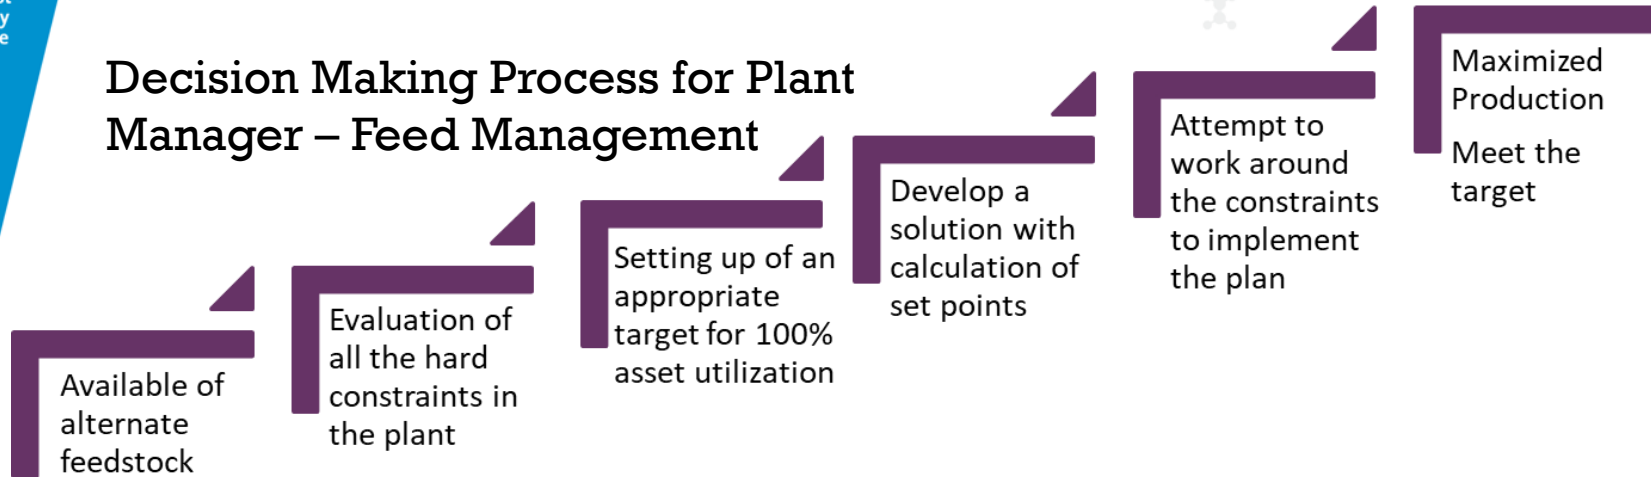 y
e
Decision Making Process for Plant
Manager – Feed Management
Available of
alternate
feedstock
Evaluation of
all the hard
constraints in
the plant
Setting up of an
appropriate
target for 100%
asset utilization
Develop a
solution with
calculation of
set points
Attempt to
work around
the constraints
to implement
the plan
Maximized
Production
Meet the
target